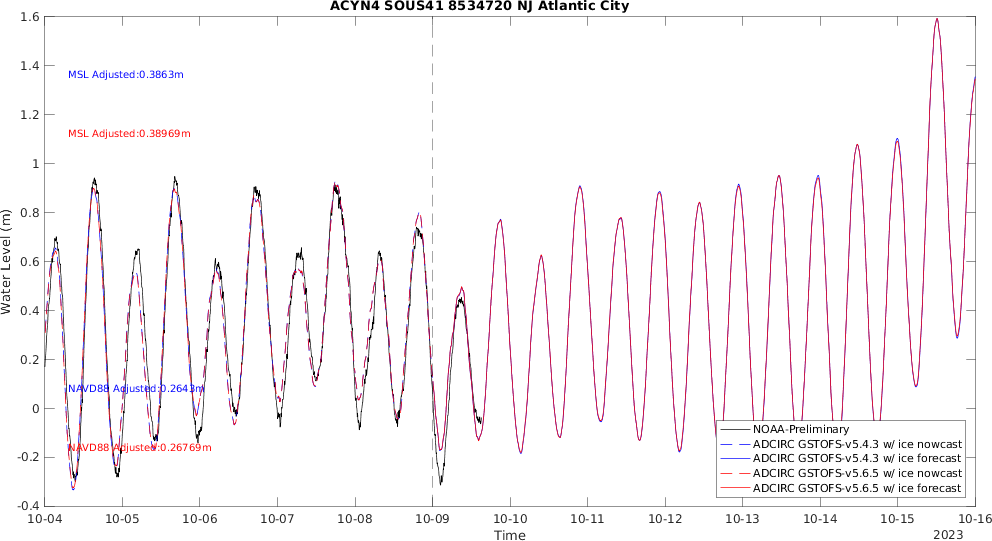 ACYN4 SOUS41 8534720 NJ Atlantic City
1.6
1.4
1.2
1
0.8
0.6
0.4
0.2
0
-0.2
-0.4
Water Level (m)
MSL Adjusted:0.3863m
MSL Adjusted:0.38969m
NAVD88 Adjusted:0.2643m
NAVD88 Adjusted:0.26769m
NOAA-Preliminary
ADCIRC GSTOFS-v5.4.3 w/ ice nowcast
ADCIRC GSTOFS-v5.4.3 w/ ice forecast
ADCIRC GSTOFS-v5.6.5 w/ ice nowcast
ADCIRC GSTOFS-v5.6.5 w/ ice forecast
10-04 10-05 10-06 10-07 10-08 10-09 10-10 10-11 10-12 10-13 10-14 10-15 10-16
Time
2023